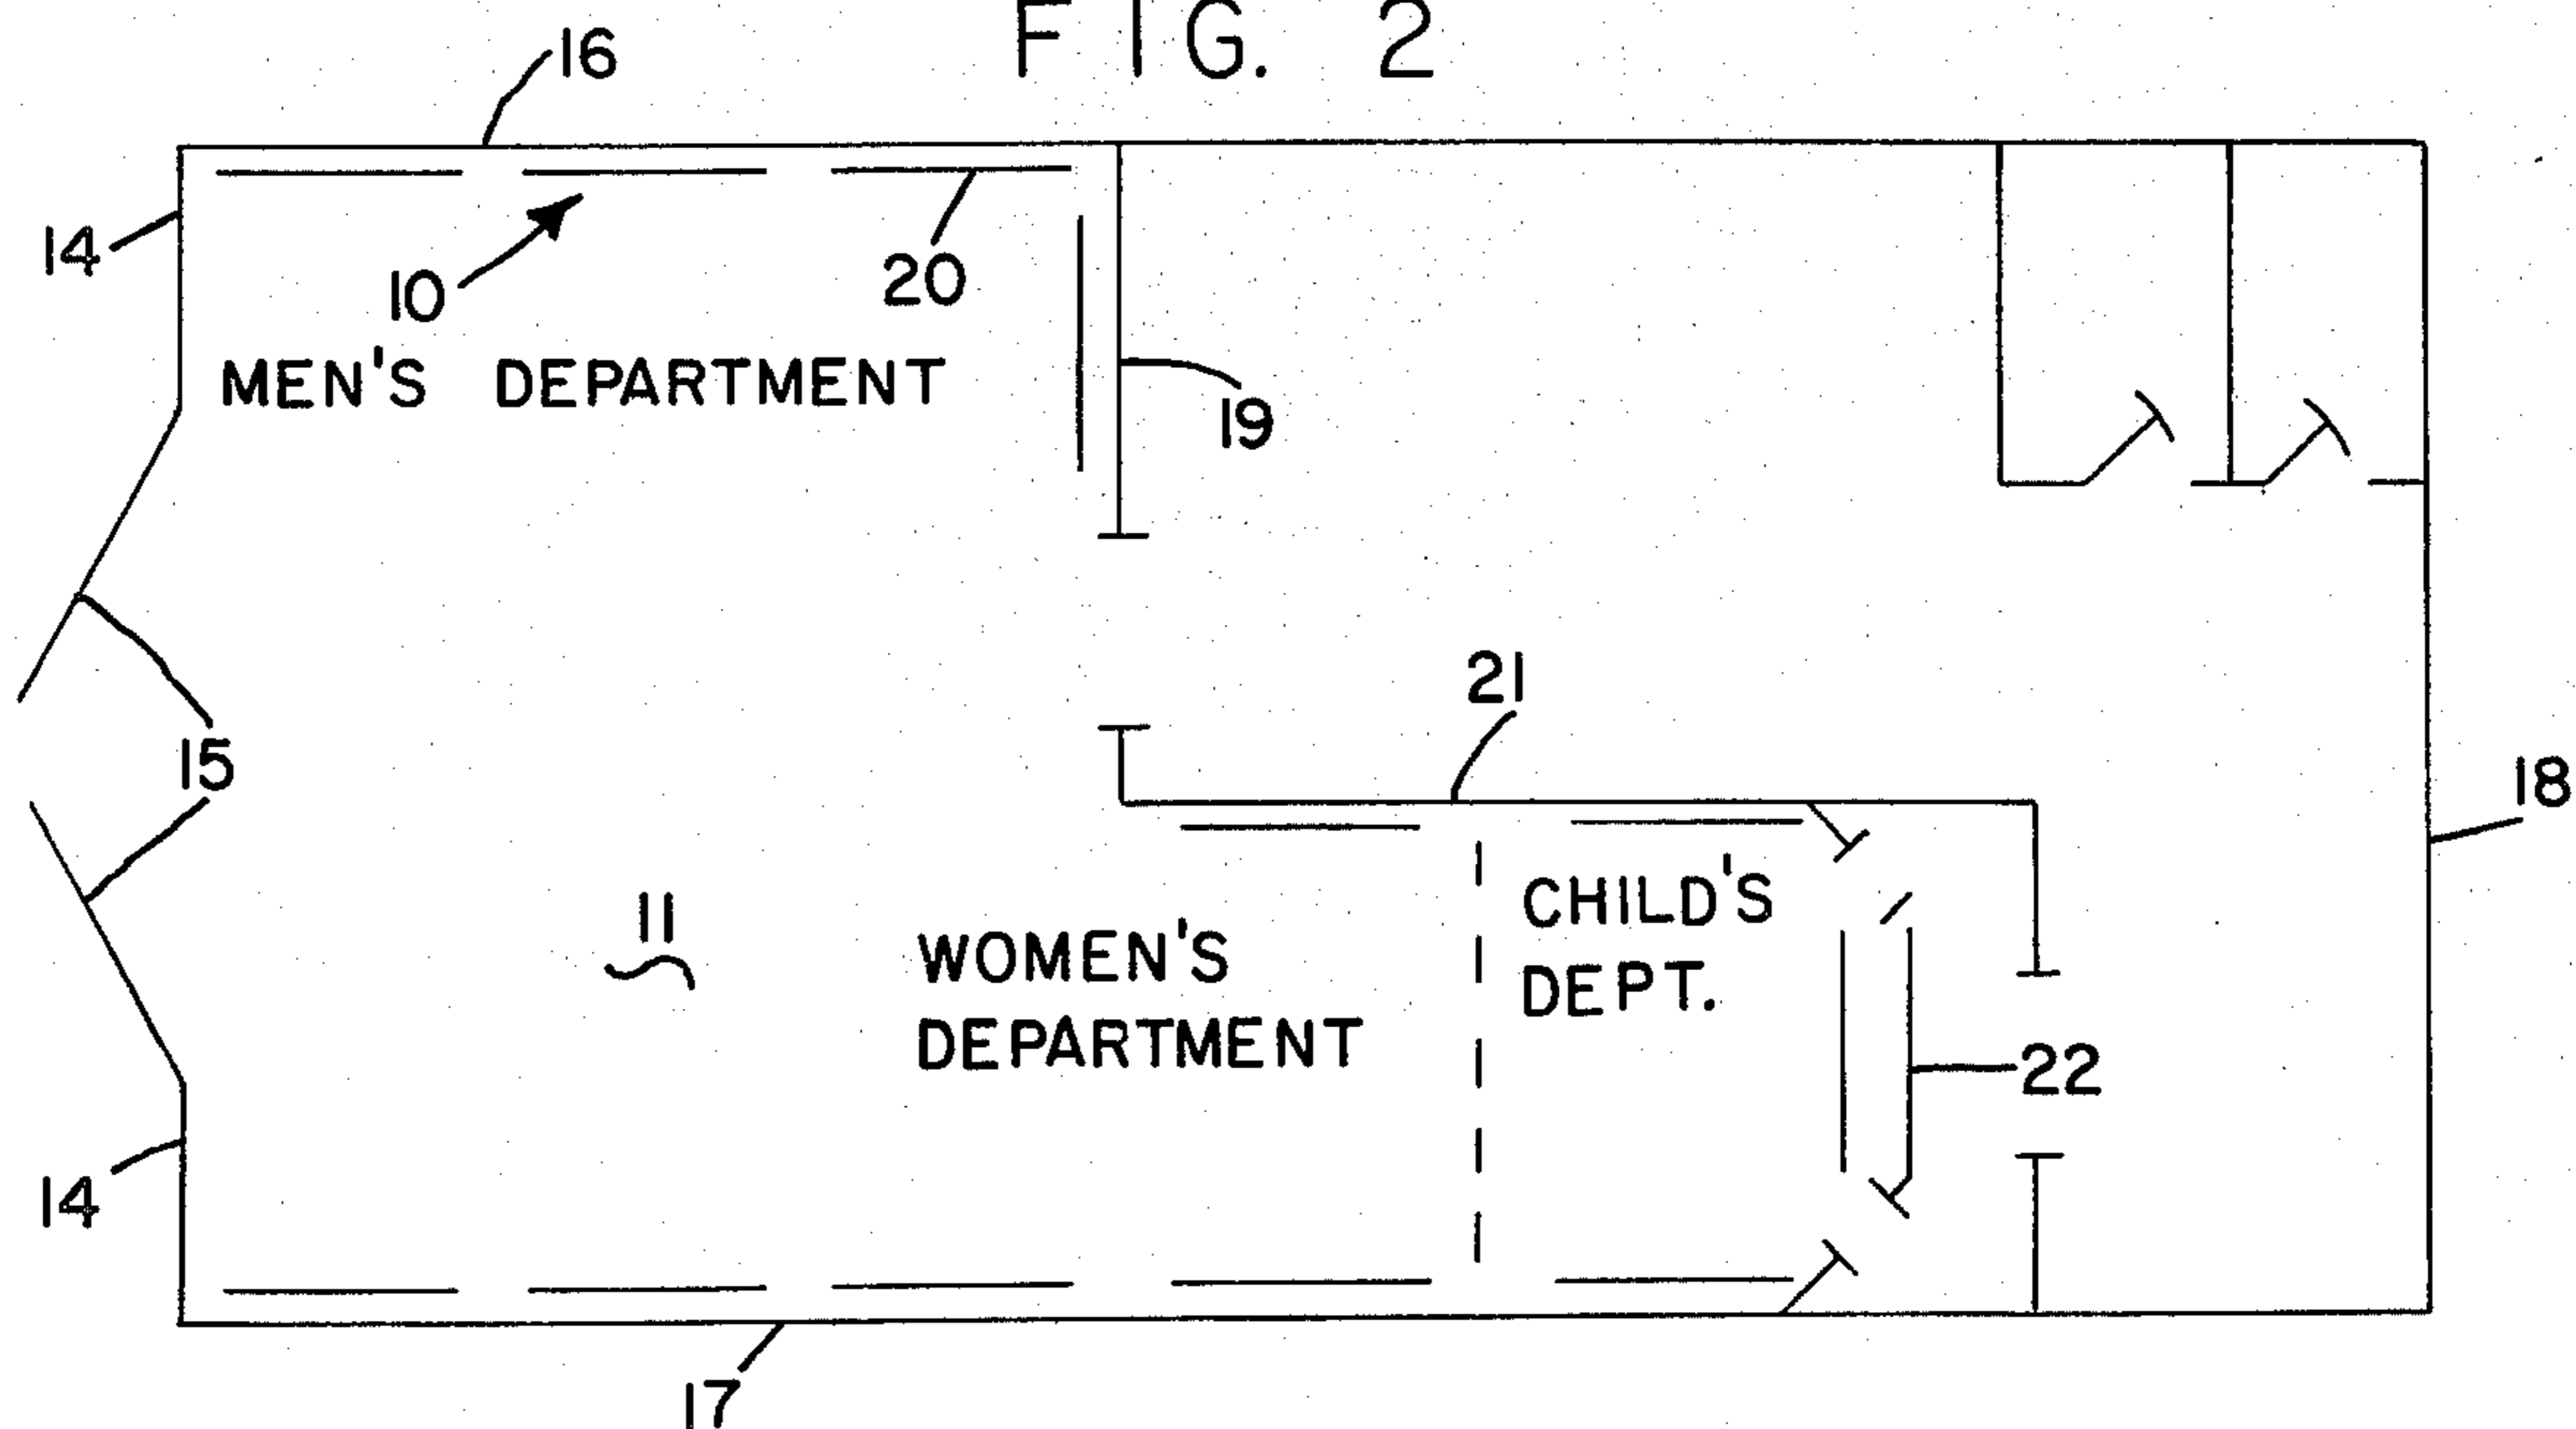 FIG. 2
16
14
10
20
MEN'S DEPARTMENT
19
21
15
18
11
CHILD'S
DEPT.
WOMEN'S
DEPARTMENT
22
14
17